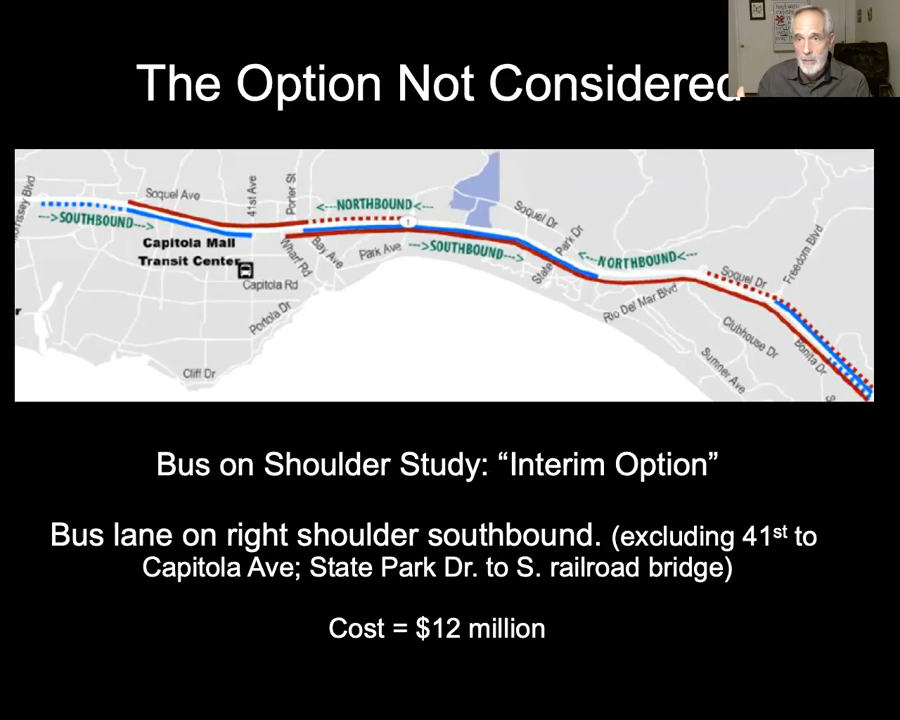 The Option Not Considered
Soquel Ave
41st Ave
Porter St
<---NORTHBOUND<---
--->SOUTHBOUND--->
1
Soquel Dr
Capitola Mall
Transit Center
Wharf Rd
Bay Ave
Park Ave
--->SOUTHBOUND--->
State Park Dr
<---NORTHBOUND<---
Soquel Dr
Freedom Blvd
Capitola Rd
Portola Dr
Rio Del Mar Blvd
Clubhouse Dr
Bonita Dr
Sumner Ave
Cliff Dr
Bus on Shoulder Study: “Interim Option”
Bus lane on right shoulder southbound. (excluding 41st to
Capitola Ave; State Park Dr. to S. railroad bridge)
Cost = $12 million